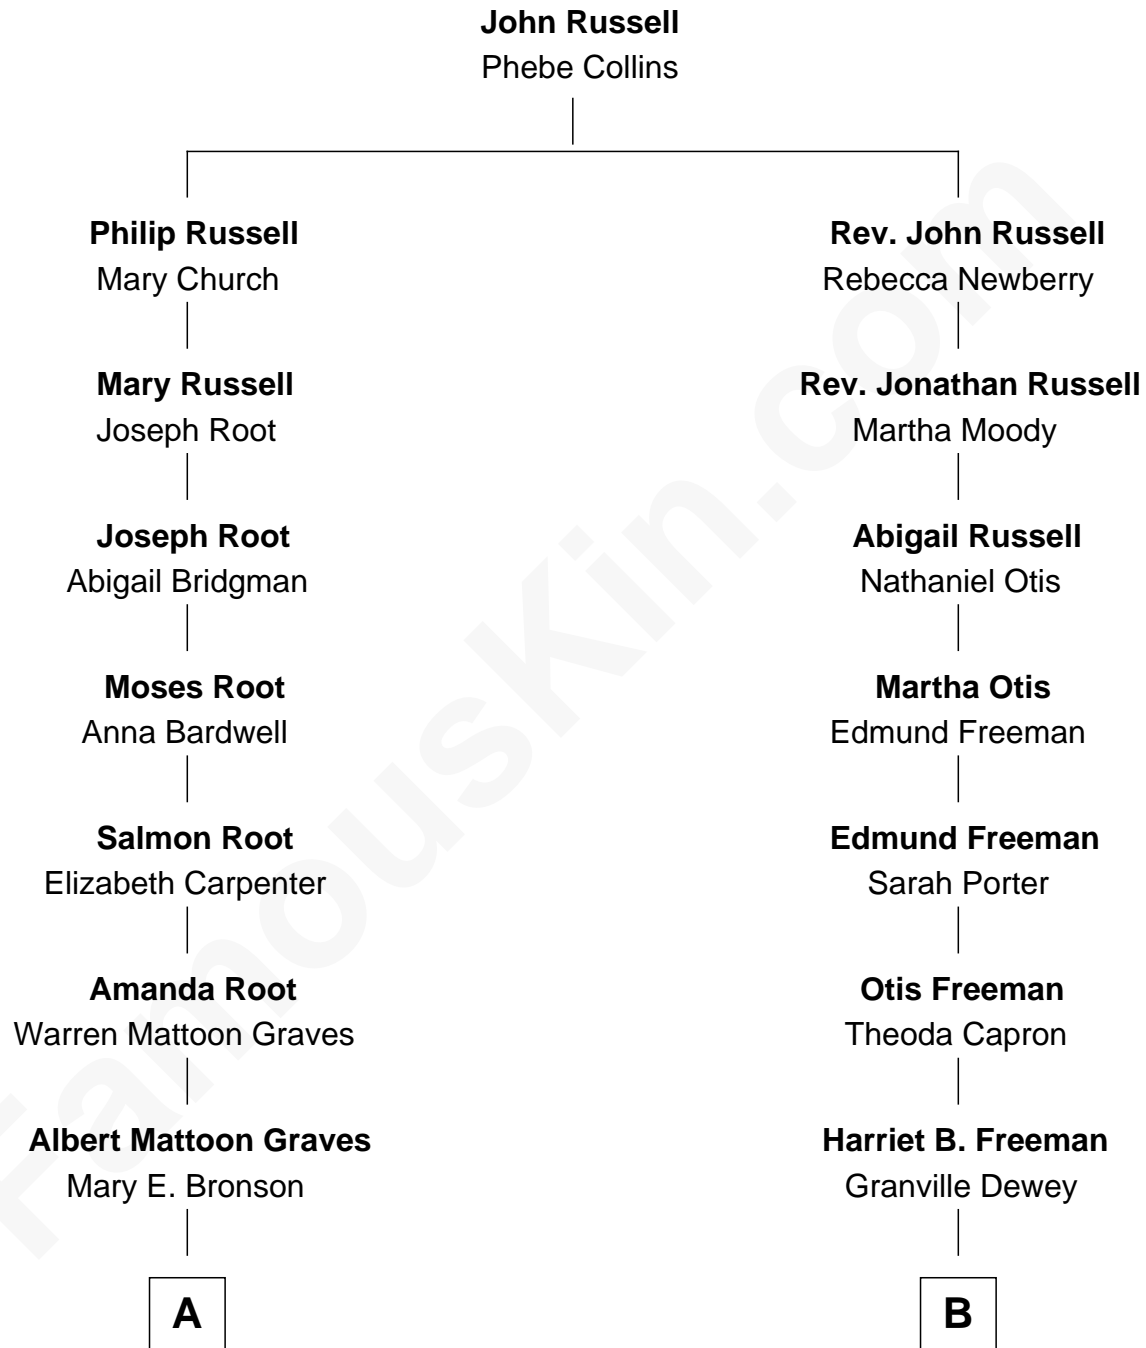 John Russell
Phebe Collins
Philip Russell
Mary Church
Mary Russell
Joseph Root
Joseph Root
Abigail Bridgman
Moses Root
Anna Bardwell
Salmon Root
Elizabeth Carpenter
Amanda Root
Warren Mattoon Graves
Albert Mattoon Graves
Mary E. Bronson
A
Rev. John Russell
Rebecca Newberry
Rev. Jonathan Russell
Martha Moody
Abigail Russell
Nathaniel Otis
Martha Otis
Edmund Freeman
Edmund Freeman
Sarah Porter
Otis Freeman
Theoda Capron
Harriet B. Freeman
Granville Dewey
B
FamousKin.com